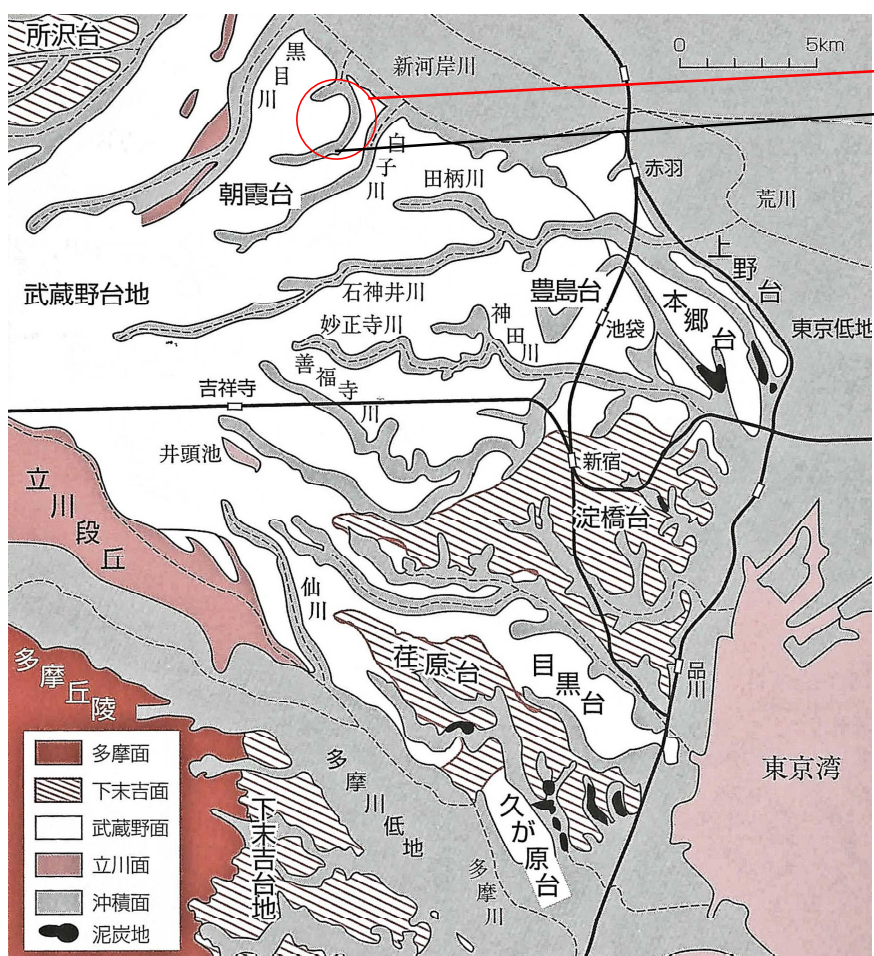 所沢台
黒目川
新河岸川
0 5km
白子川
赤羽
朝霞台
田柄川
荒川
上野台
武蔵野台地
石神井川
豊島台
本郷台
妙正寺川
神田川
池袋
東京低地
善福寺川
吉祥寺
井頭池
新宿
立川段丘
淀橋台
仙川
荏原台
目黒台
品川
多摩丘陵
東京湾
多摩川低地
久が原台
多摩川
下末吉台地
多摩面
下末吉面
武蔵野面
立川面
沖積面
泥炭地